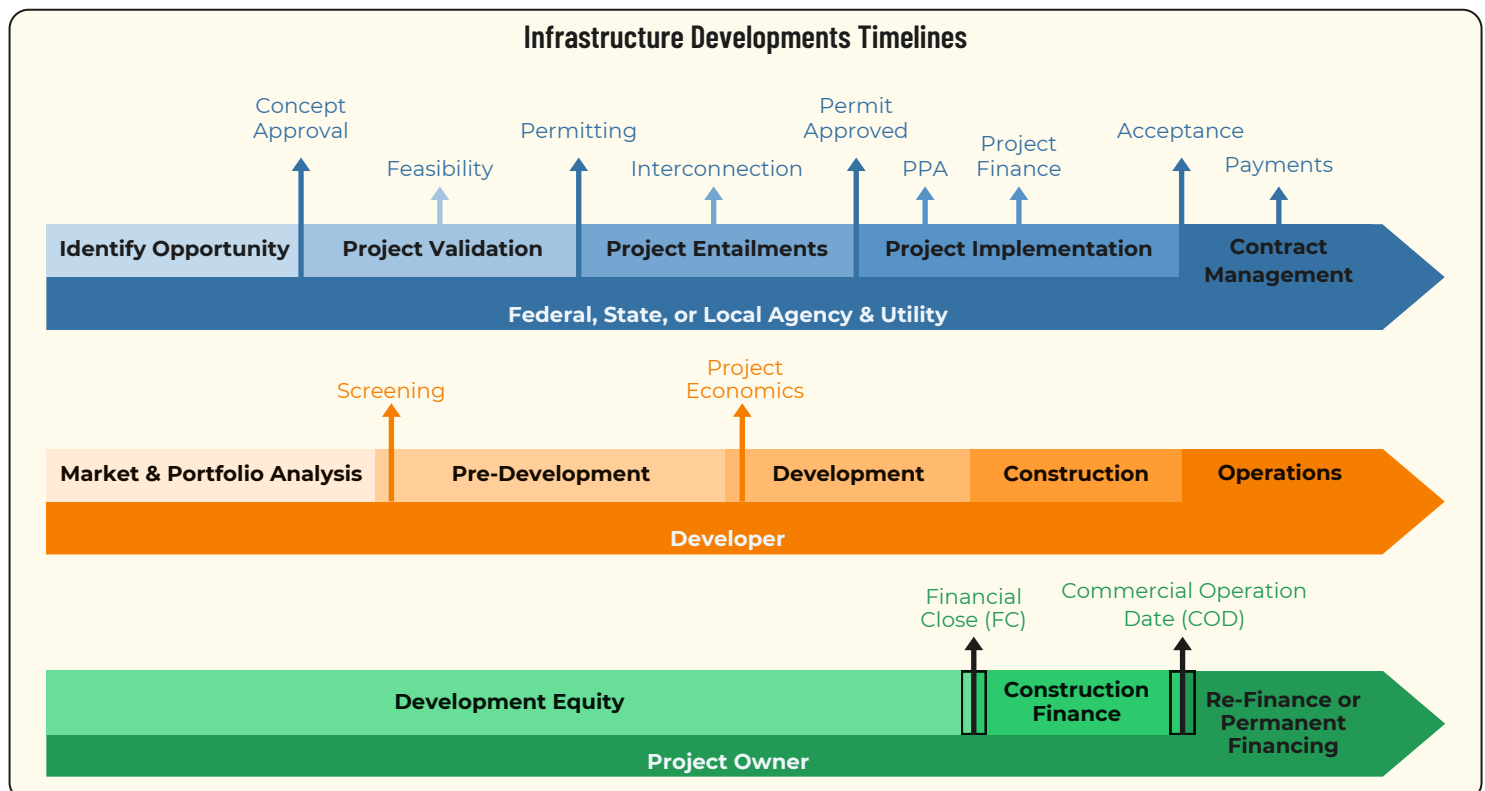 Infrastructure Developments Timelines
Concept
Approval
Feasibility
Permitting
Interconnection
Permit
Approved
PPA
Project
Finance
Acceptance
Payments
Identify Opportunity
Project Validation
Project Entailments
Project Implementation
Contract
Management
Federal, State, or Local Agency & Utility
Screening
Project
Economics
Market & Portfolio Analysis
Pre-Development
Development
Construction
Operations
Developer
Financial
Close (FC)
Commercial Operation
Date (COD)
Development Equity
Construction
Finance
Re-Finance or
Permanent
Financing
Project Owner